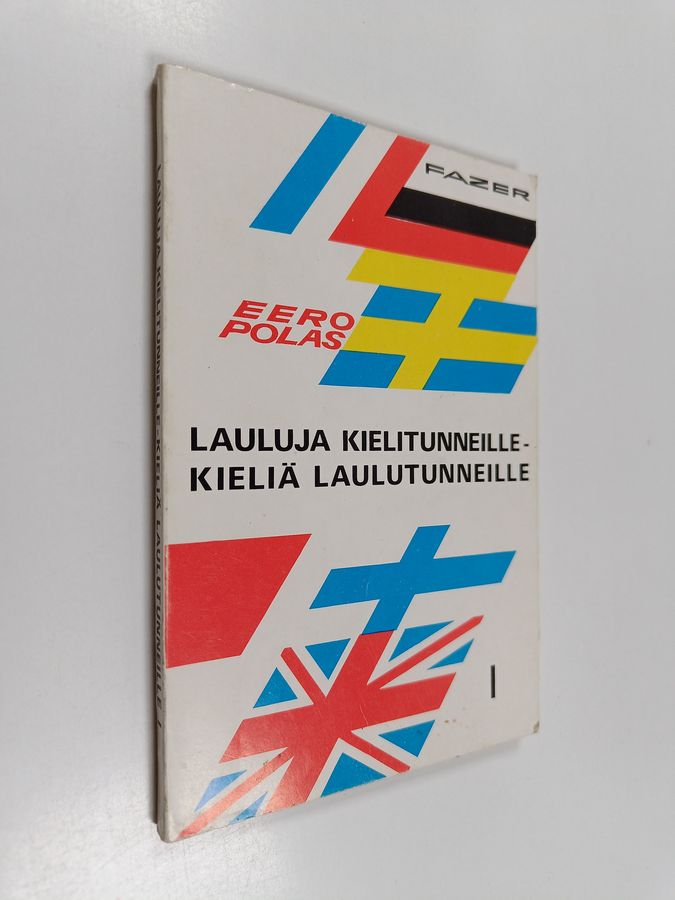 FAZER
EERO
POLAS
LAULUJA KIELITUNNEILLE-
KIELIÄ LAULUTUNNEILLE
I
LAULUJA KIELITUNNEILLE-KIELIÄ LAULUTUNNEILLE I